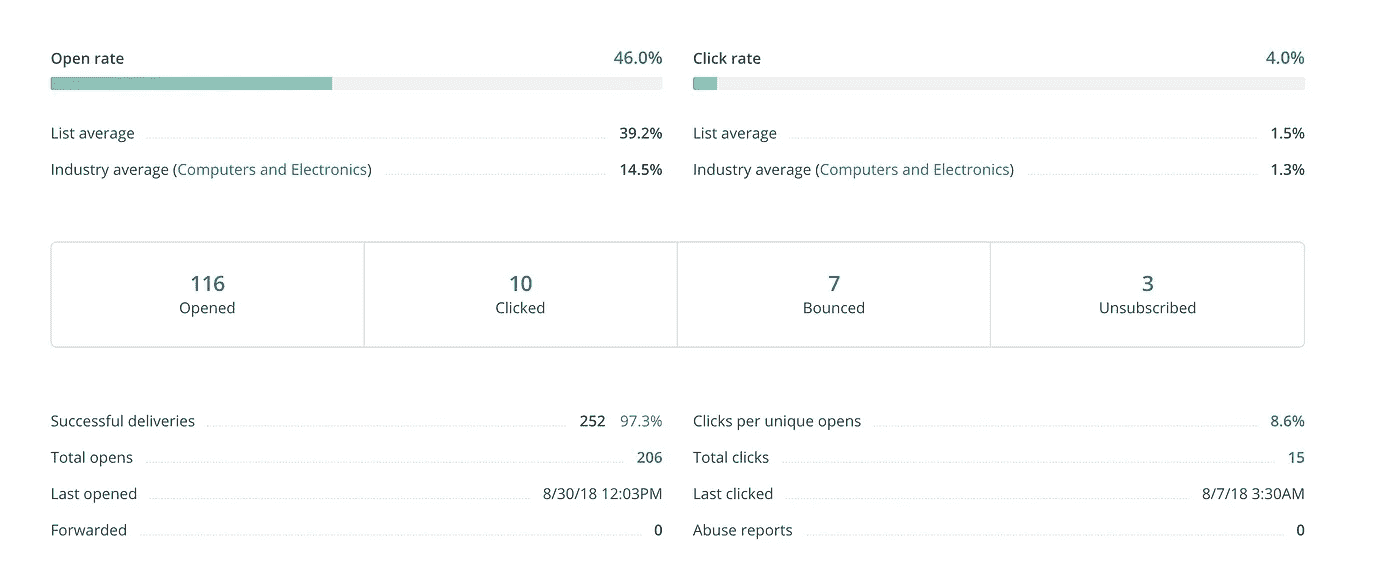 Open rate 46.0% Click rate 4.0%
List average 39.2% List average 1.5%
Industry average (Computers and Electronics) 14.5% Industry average (Computers and Electronics) 1.3%
116 10 7 3
Opened Clicked Bounced Unsubscribed
Successful deliveries 252 97.3% Clicks per unique opens 8.6%
Total opens 206 Total clicks 15
Last opened 8/30/18 12:03PM Last clicked 8/7/18 3:30AM
Forwarded 0 Abuse reports 0